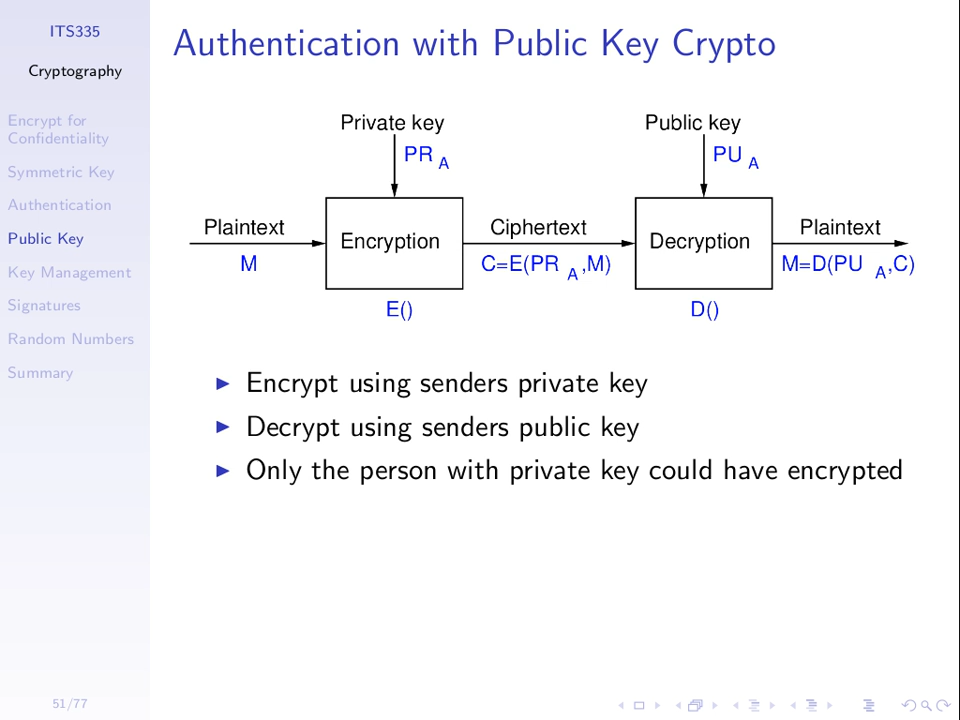 ITS335
Cryptography
Encrypt for
Confidentiality
Symmetric Key
Authentication
Public Key
Key Management
Signatures
Random Numbers
Summary
51/77
Authentication with Public Key Crypto
Private key
Public key
PR A
PU A
Plaintext
Encryption
Ciphertext
Decryption
Plaintext
M
C=E(PR A,M)
M=D(PU A,C)
E()
D()
Encrypt using senders private key
Decrypt using senders public key
Only the person with private key could have encrypted